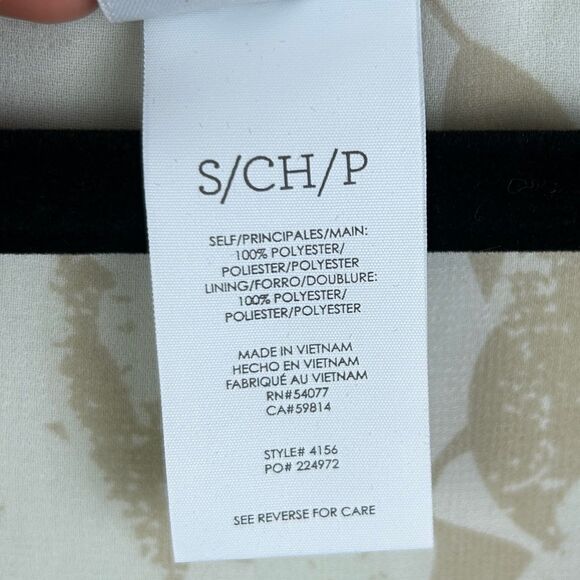 S/CH/P
SELF/PRINCIPALES/MAIN:
100% POLYESTER/
POLIESTER/POLYESTER
LINING/FORRO/DOUBLURE:
100% POLYESTER/
POLIESTER/POLYESTER
MADE IN VIETNAM
HECHO EN VIETNAM
FABRIQUÉ AU VIETNAM
RN#54077
CA#59814
STYLE# 4156
PO# 224972
SEE REVERSE FOR CARE